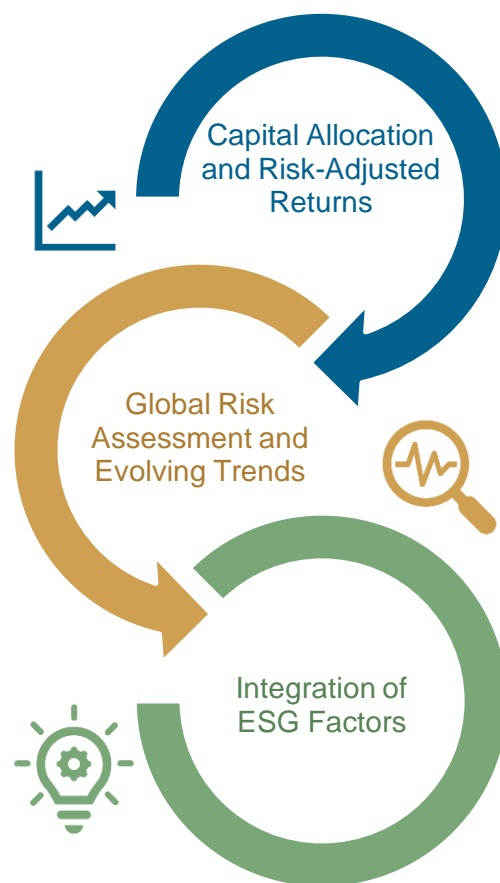 Capital Allocation
and Risk-Adjusted
Returns
Global Risk
Assessment and
Evolving Trends
Integration of
ESG Factors